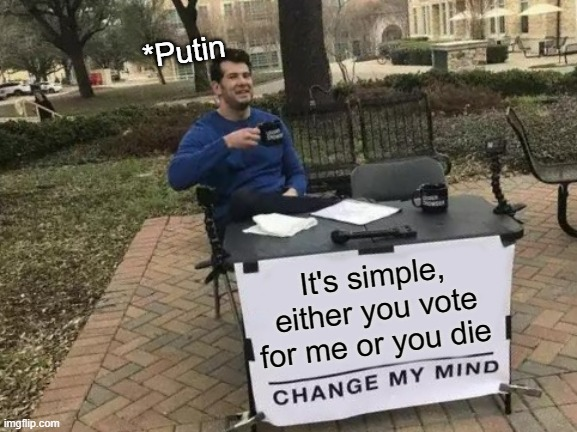 *Putin
It's simple,
either you vote
for me or you die
CHANGE MY MIND
imgflip.com